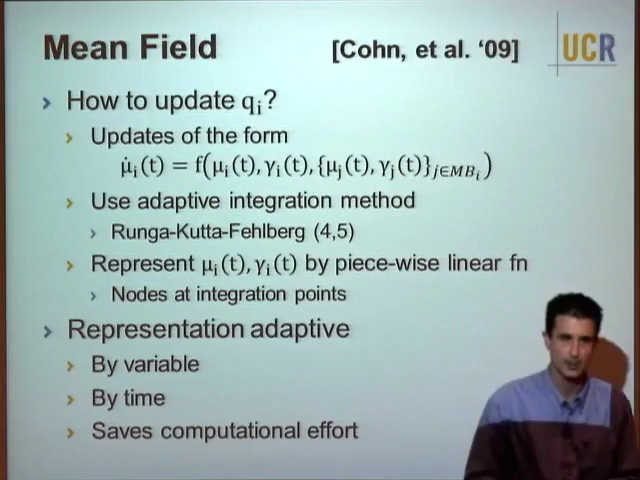 Mean Field
[Cohn, et al. ‘09]
UCR
How to update qᵢ?
Updates of the form
μ̇ᵢ(t) = f(μᵢ(t), γᵢ(t), {μⱼ(t), γⱼ(t)}ⱼ∈MBᵢ)
Use adaptive integration method
Runga-Kutta-Fehlberg (4,5)
Represent μᵢ(t), γᵢ(t) by piece-wise linear fn
Nodes at integration points
Representation adaptive
By variable
By time
Saves computational effort